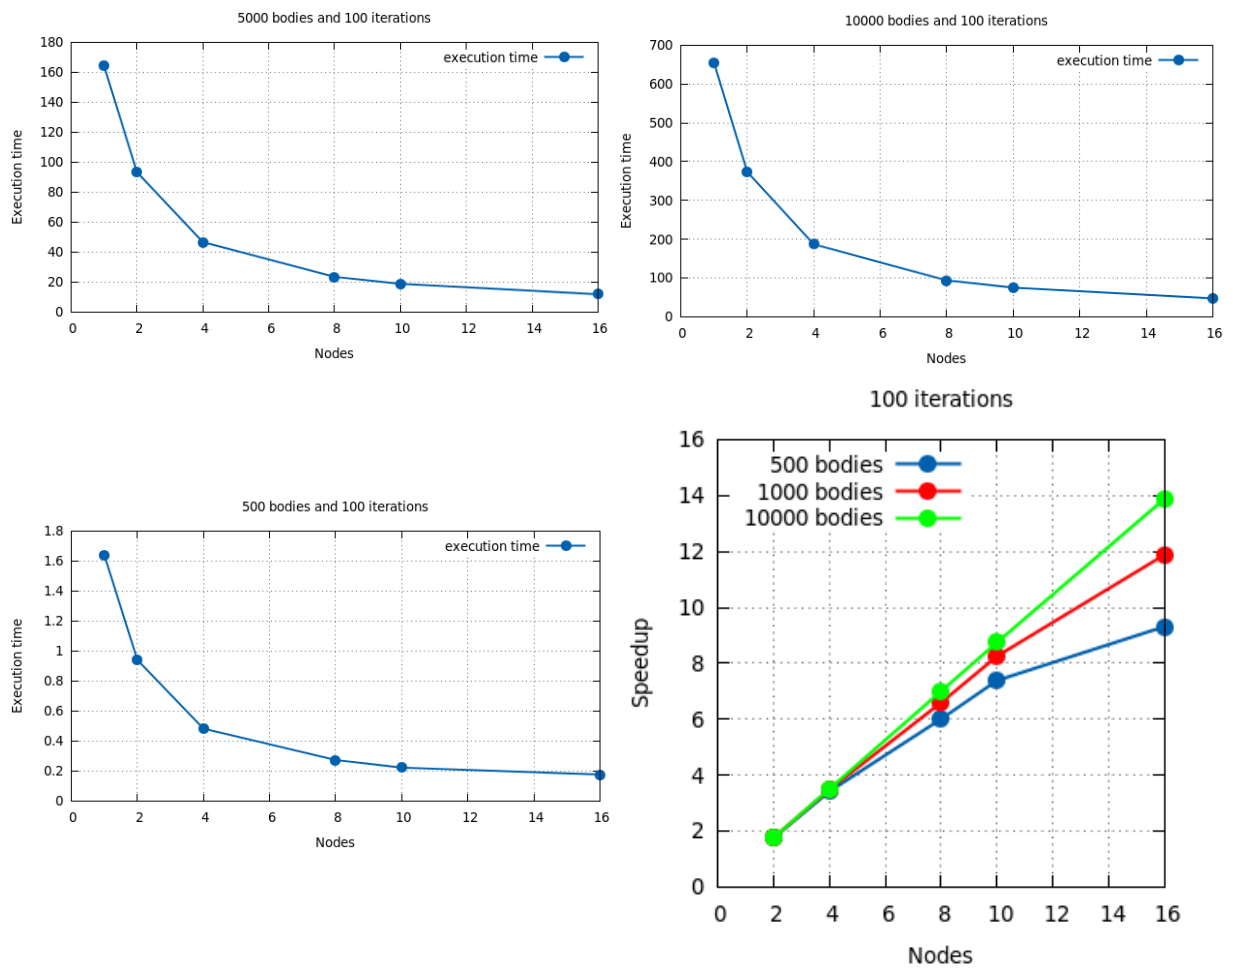 5000 bodies and 100 iterations
180
160
140
120
100
80
60
40
20
0
execution time
Execution time
0 2 4 6 8 10 12 14 16
Nodes
10000 bodies and 100 iterations
700
600
500
400
300
200
100
0
execution time
Execution time
0 2 4 6 8 10 12 14 16
Nodes
500 bodies and 100 iterations
1.8
1.6
1.4
1.2
1
0.8
0.6
0.4
0.2
0
execution time
Execution time
0 2 4 6 8 10 12 14 16
Nodes
100 iterations
16
14
12
10
8
6
4
2
0
500 bodies
1000 bodies
10000 bodies
Speedup
0 2 4 6 8 10 12 14 16
Nodes